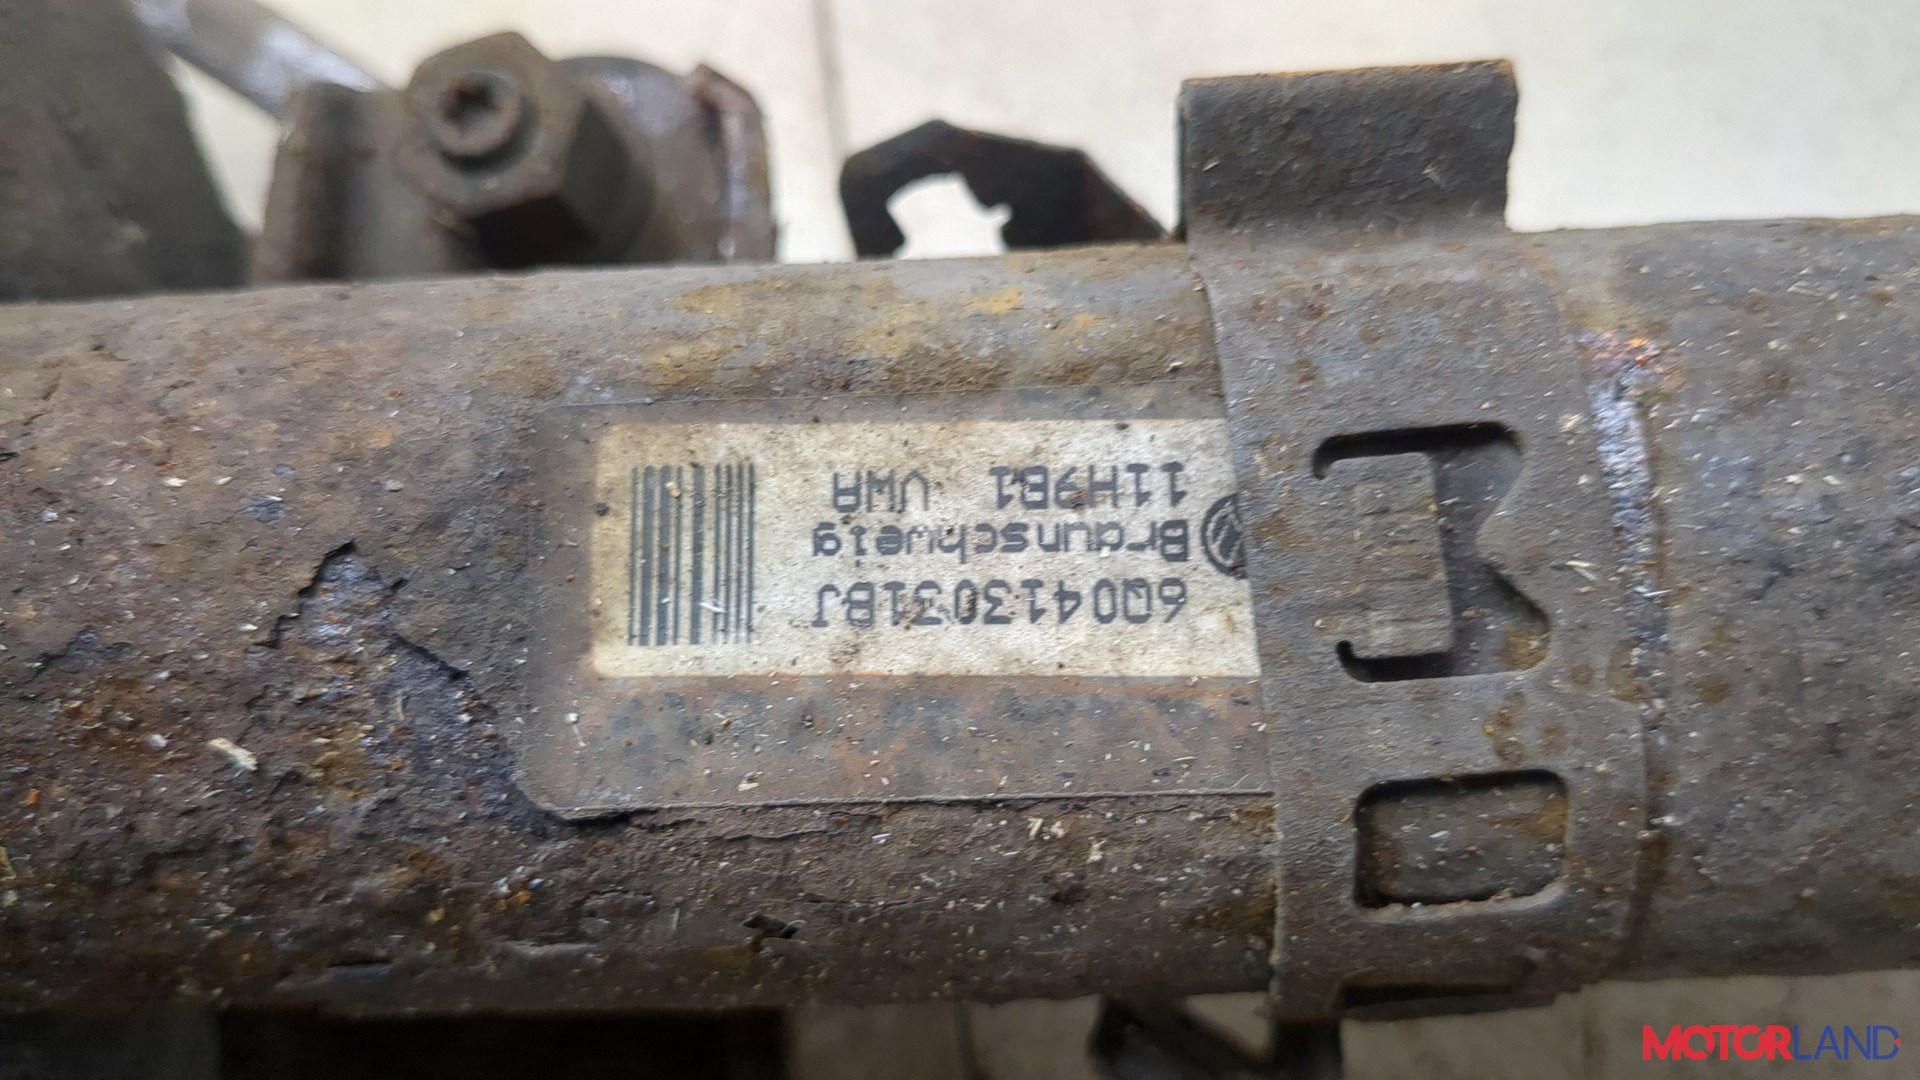 6Q0413031BJ
Braunschweig
11H9B1 VWA
MOTORLAND